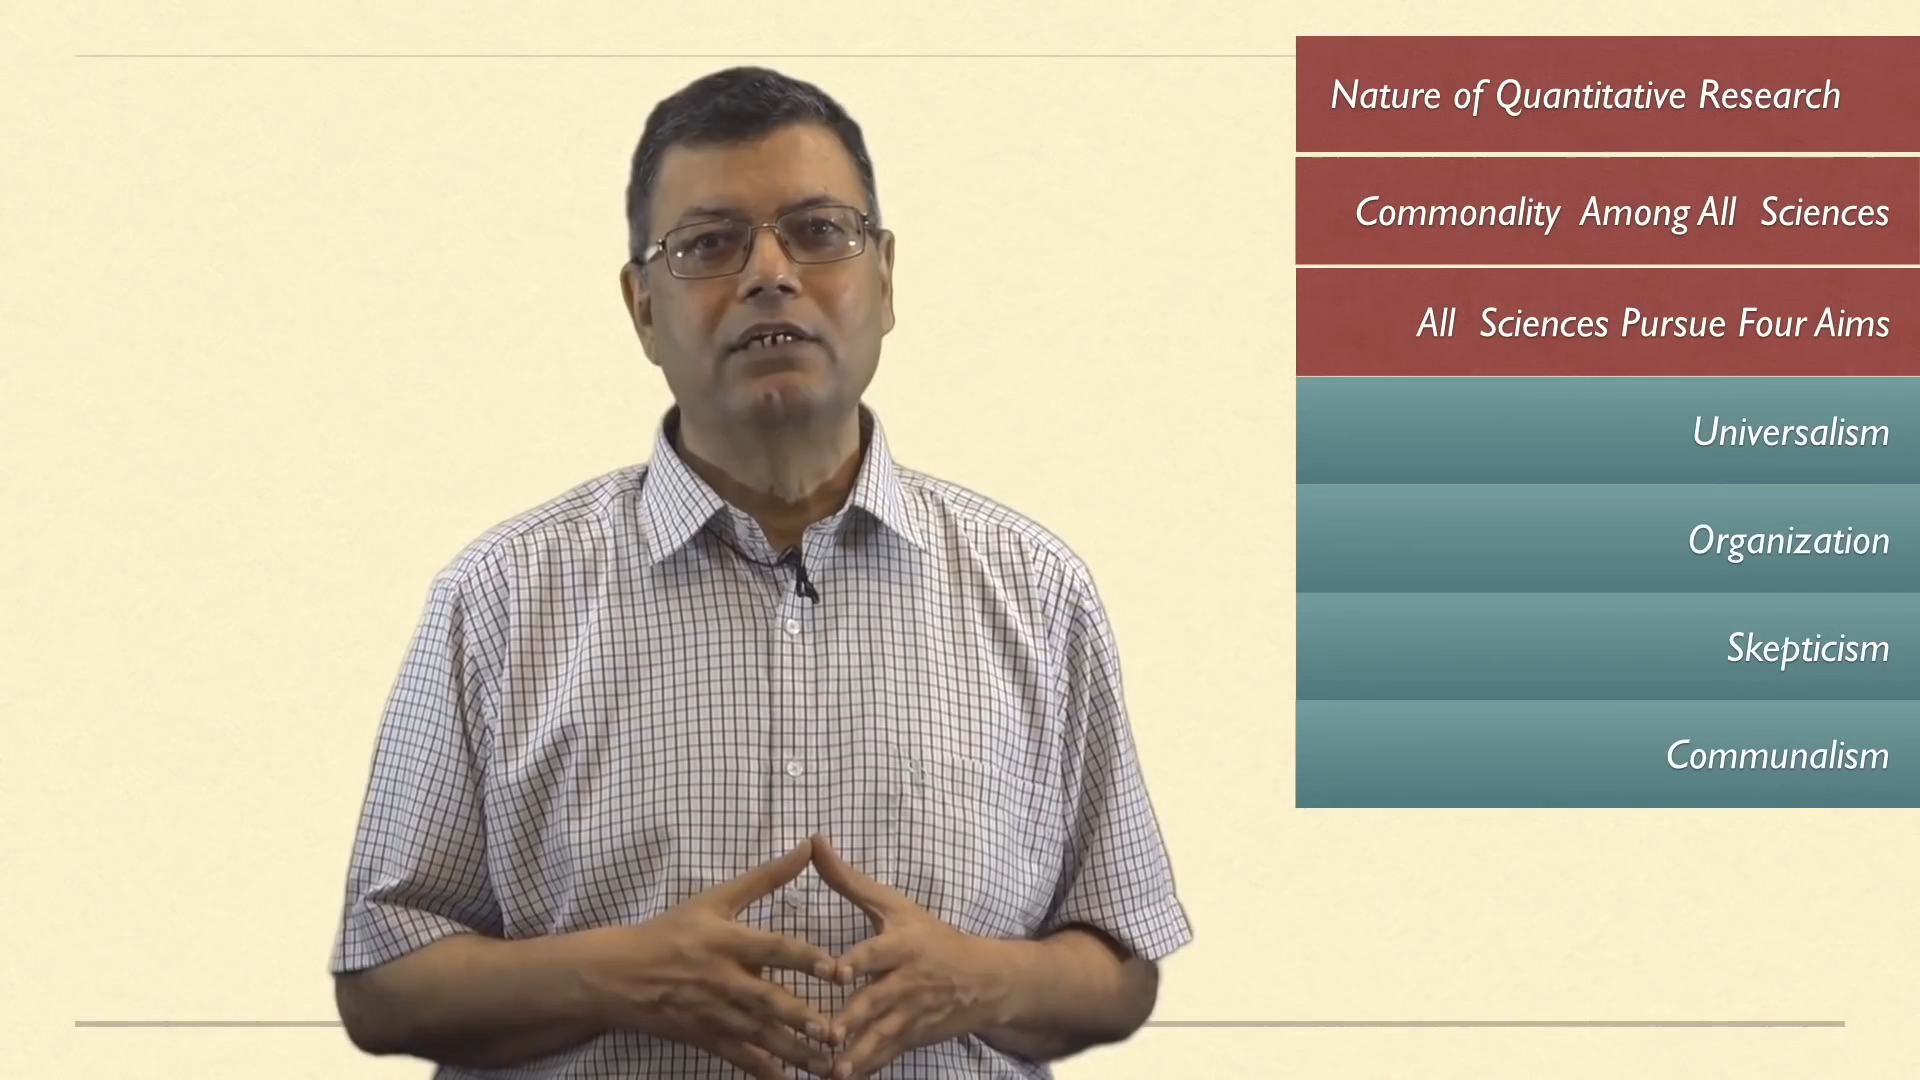 Nature of Quantitative Research
Commonality Among All Sciences
All Sciences Pursue Four Aims
Universalism
Organization
Skepticism
Communalism